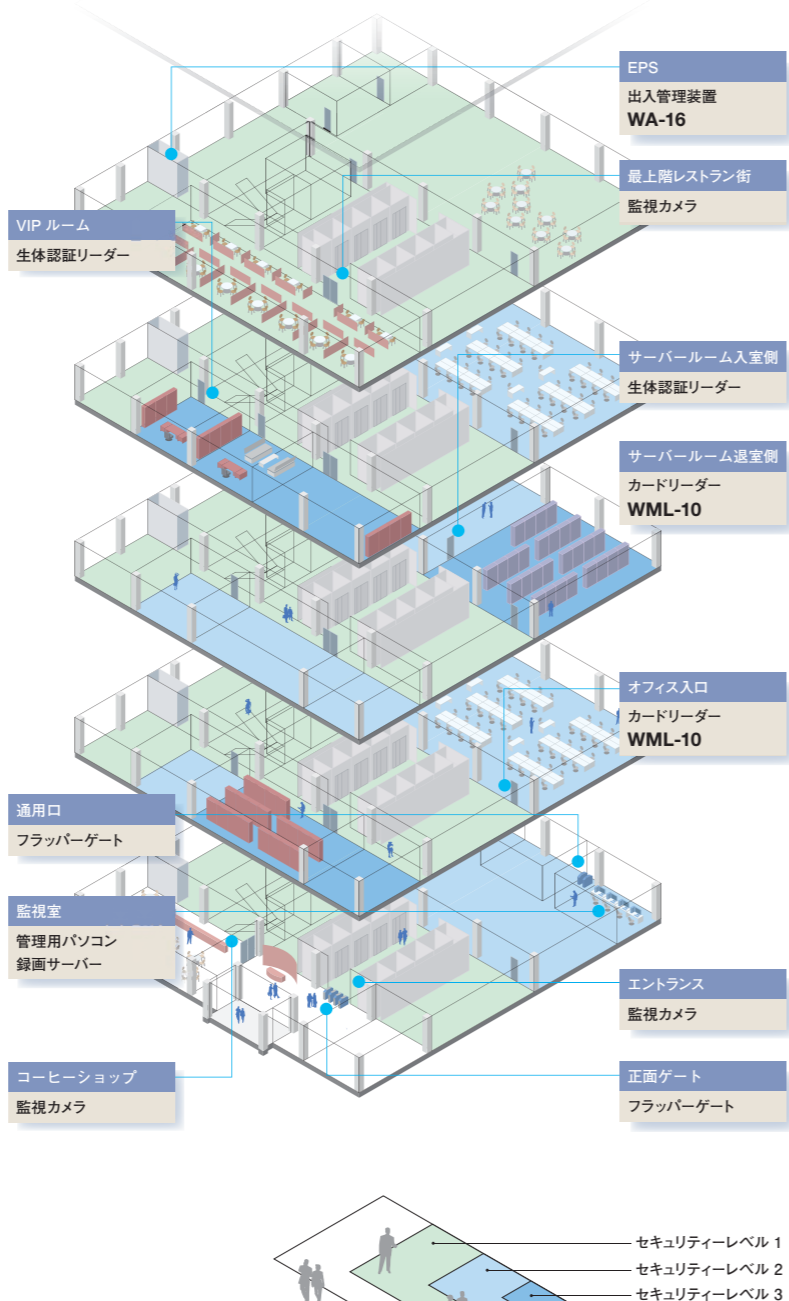 EPS
出入管理装置
WA-16
最上階レストラン街
監視カメラ
VIP ルーム
生体認証リーダー
サーバールーム入室側
生体認証リーダー
サーバールーム退室側
カードリーダー
WML-10
オフィス入口
カードリーダー
WML-10
通用口
フラッパーゲート
監視室
管理用パソコン
録画サーバー
エントランス
監視カメラ
コーヒーショップ
監視カメラ
正面ゲート
フラッパーゲート
セキュリティーレベル 1
セキュリティーレベル 2
セキュリティーレベル 3